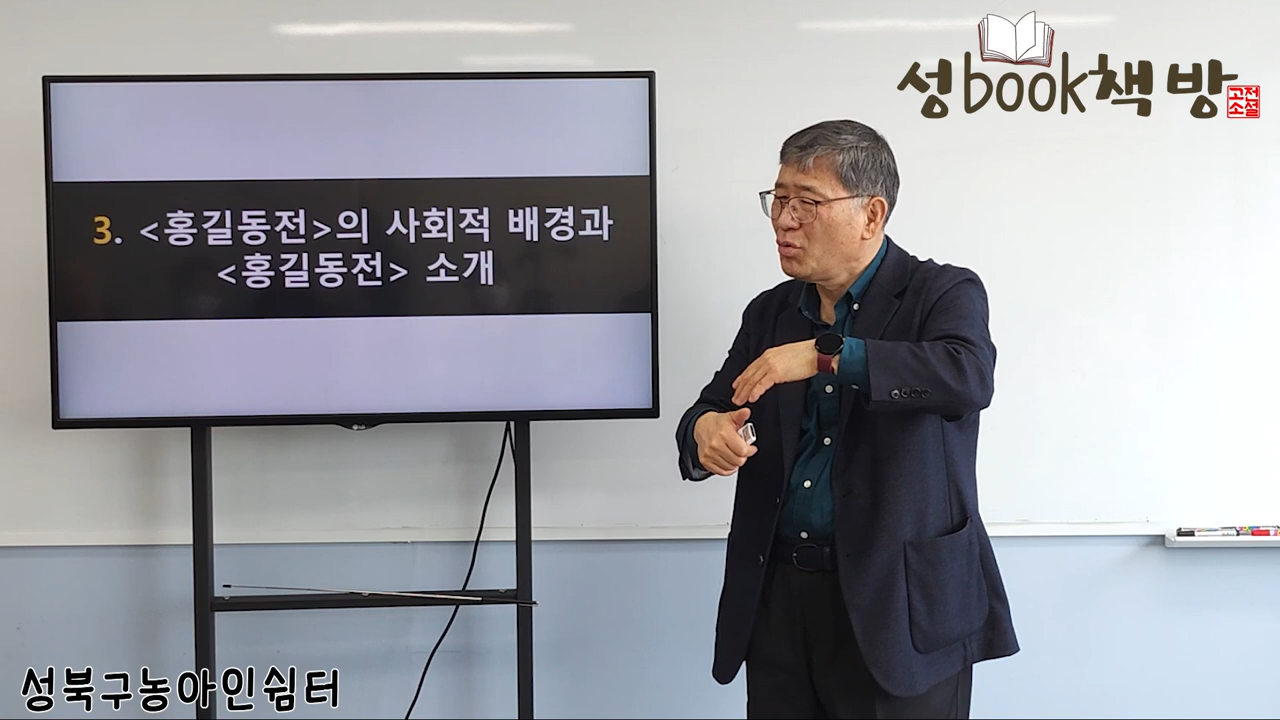 성book책방
고전
소설
3. <홍길동전>의 사회적 배경과
<홍길동전> 소개
성북구농아인쉼터